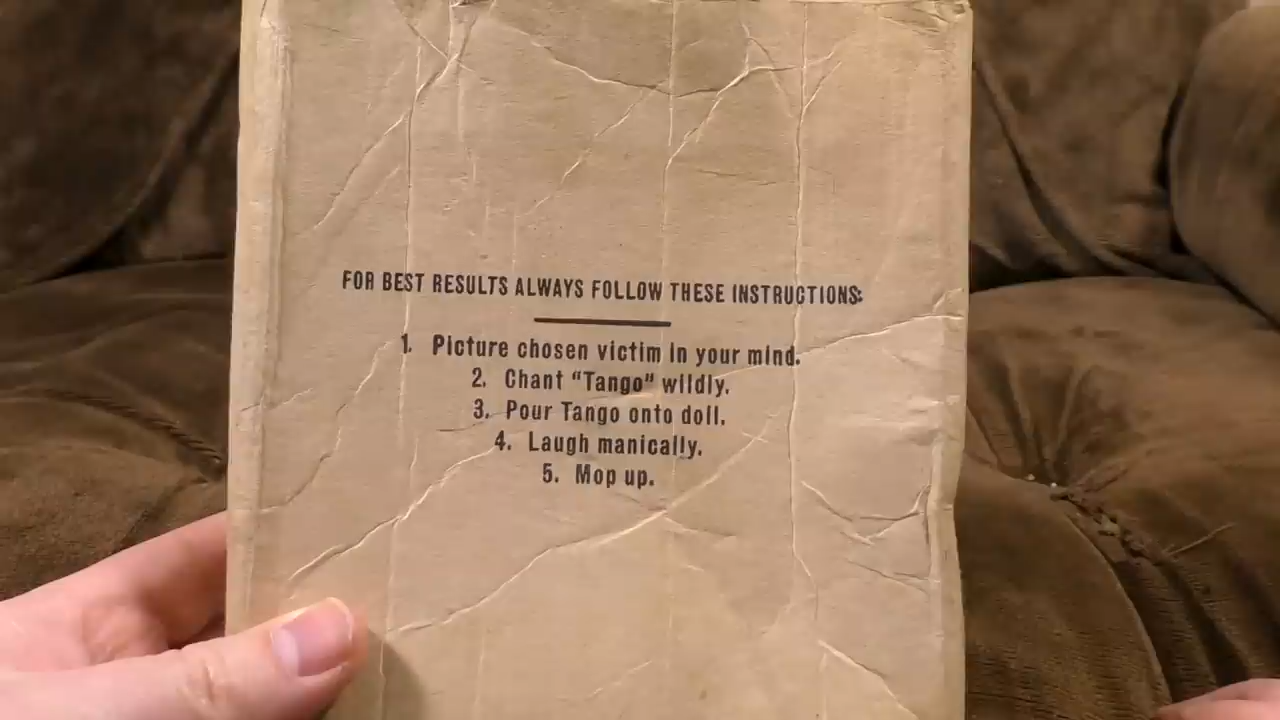 FOR BEST RESULTS ALWAYS FOLLOW THESE INSTRUCTIONS:
1. Picture chosen victim in your mind.
2. Chant "Tango" wildly.
3. Pour Tango onto doll.
4. Laugh manically.
5. Mop up.